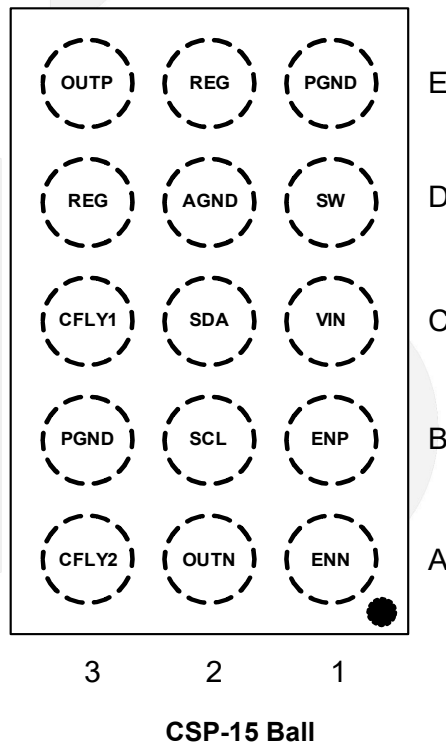 OUTP REG PGND E
REG AGND SW D
CFLY1 SDA VIN C
PGND SCL ENP B
CFLY2 OUTN ENN A
3 2 1
CSP-15 Ball